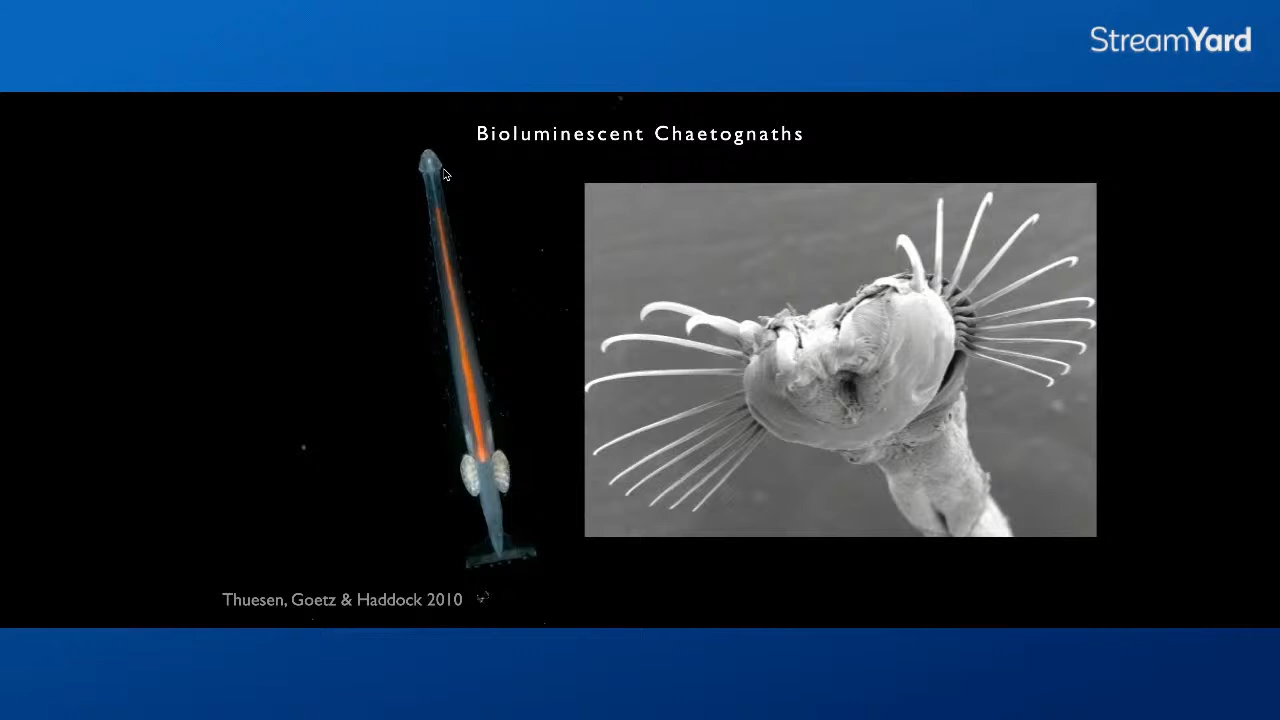 StreamYard
Bioluminescent Chaetognaths
Thuesen, Goetz & Haddock 2010